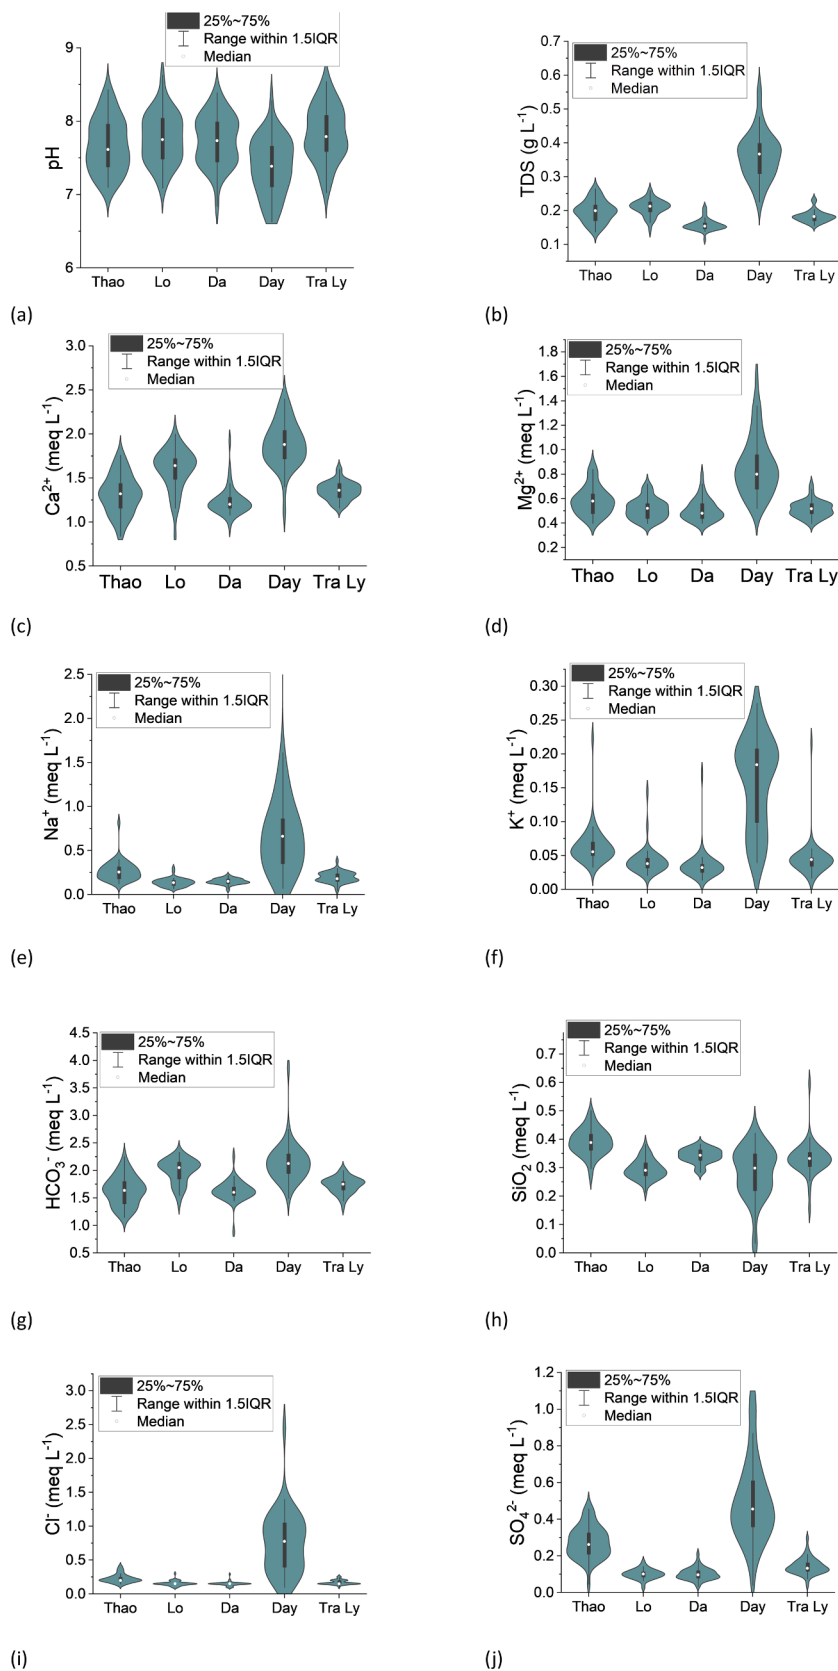 25%~75%
Range within 1.5IQR
Median
9
8
7
6
pH
Thao Lo Da Day Tra Ly
(a)
25%~75%
Range within 1.5IQR
Median
0.7
0.6
0.5
0.4
0.3
0.2
0.1
TDS (g L⁻¹)
Thao Lo Da Day Tra Ly
(b)
25%~75%
Range within 1.5IQR
Median
3.0
2.5
2.0
1.5
1.0
0.5
Ca²⁺ (meq L⁻¹)
Thao Lo Da Day Tra Ly
(c)
25%~75%
Range within 1.5IQR
Median
1.8
1.6
1.4
1.2
1.0
0.8
0.6
0.4
0.2
Mg²⁺ (meq L⁻¹)
Thao Lo Da Day Tra Ly
(d)
25%~75%
Range within 1.5IQR
Median
2.5
2.0
1.5
1.0
0.5
0.0
Na⁺ (meq L⁻¹)
Thao Lo Da Day Tra Ly
(e)
25%~75%
Range within 1.5IQR
Median
0.30
0.25
0.20
0.15
0.10
0.05
0.00
K⁺ (meq L⁻¹)
Thao Lo Da Day Tra Ly
(f)
25%~75%
Range within 1.5IQR
Median
4.5
4.0
3.5
3.0
2.5
2.0
1.5
1.0
0.5
HCO₃⁻ (meq L⁻¹)
Thao Lo Da Day Tra Ly
(g)
25%~75%
Range within 1.5IQR
Median
0.7
0.6
0.5
0.4
0.3
0.2
0.1
0.0
SiO₂ (meq L⁻¹)
Thao Lo Da Day Tra Ly
(h)
25%~75%
Range within 1.5IQR
Median
3.0
2.5
2.0
1.5
1.0
0.5
0.0
Cl⁻ (meq L⁻¹)
Thao Lo Da Day Tra Ly
(i)
25%~75%
Range within 1.5IQR
Median
1.2
1.0
0.8
0.6
0.4
0.2
0.0
SO₄²⁻ (meq L⁻¹)
Thao Lo Da Day Tra Ly
(j)